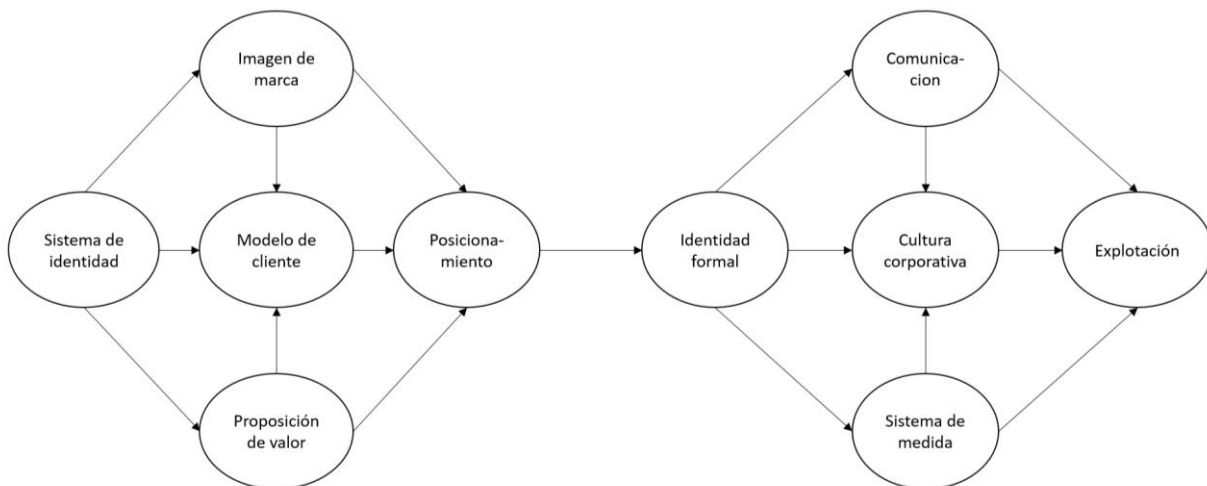 Imagen de
marca
Comunica-
cion
Sistema de
identidad
Modelo de
cliente
Posiciona-
miento
Identidad
formal
Cultura
corporativa
Explotación
Proposición
de valor
Sistema de
medida